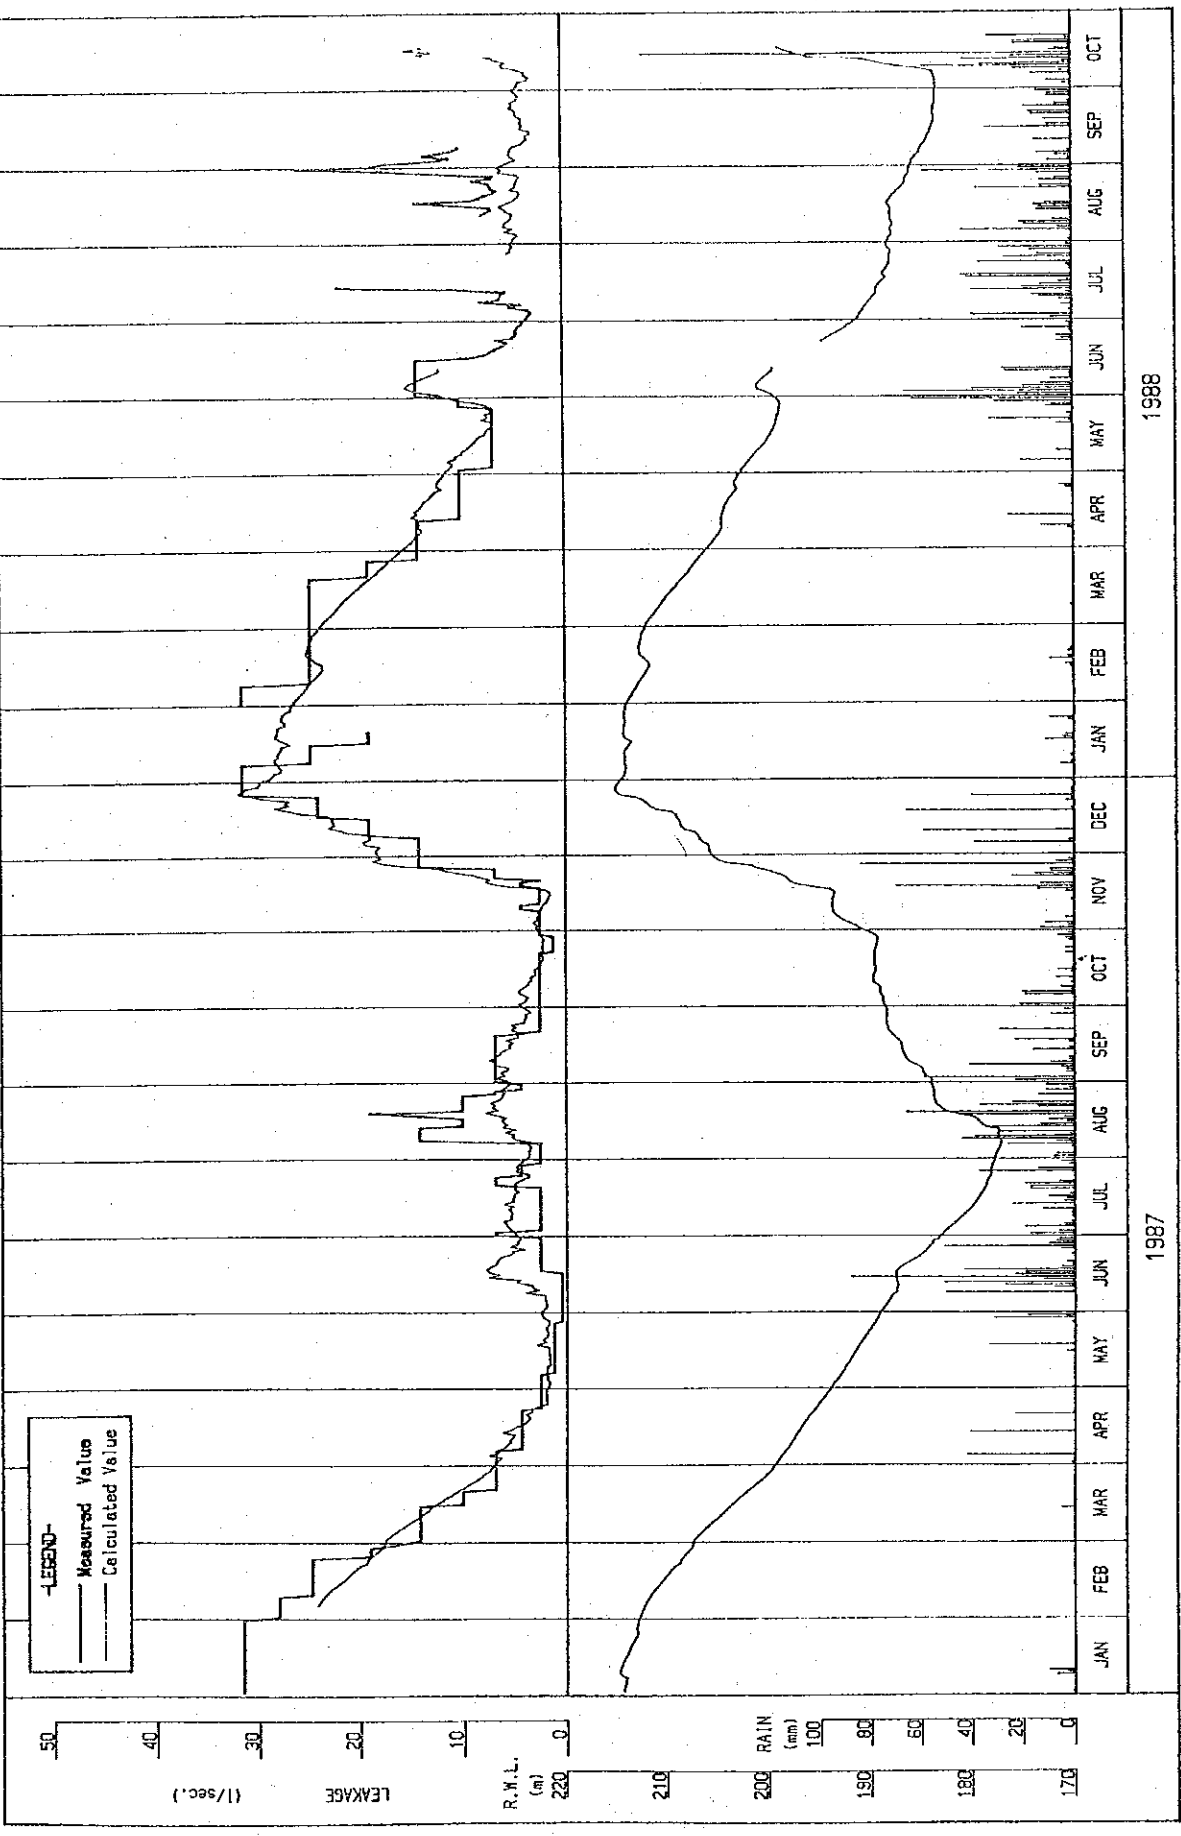 -LEGEND-
Measured Value
Calculated Value
50
40
30
20
10
0
LEAKAGE
(l/sec.)
R.W.L.
(m)
220
210
200
190
180
170
RAIN
(mm)
100
80
60
40
20
0
JAN
FEB
MAR
APR
MAY
JUN
JUL
AUG
SEP
OCT
NOV
DEC
JAN
FEB
MAR
APR
MAY
JUN
JUL
AUG
SEP
OCT
1987
1988